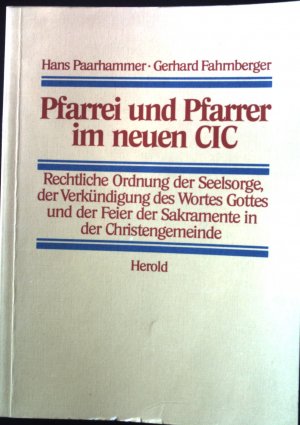 Hans Paarhammer · Gerhard Fahrnberger
Pfarrei und Pfarrer
im neuen CIC
Rechtliche Ordnung der Seelsorge,
der Verkündigung des Wortes Gottes
und der Feier der Sakramente in
der Christengemeinde
Herold